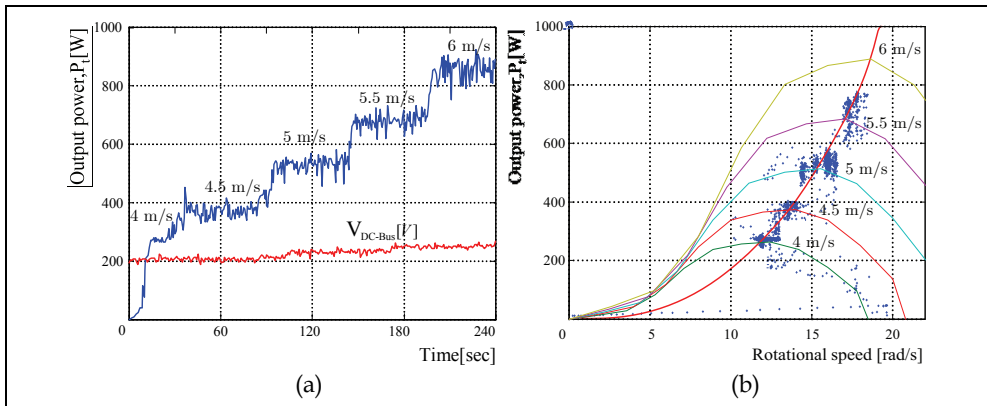 1000
800
600
400
200
0
60
120
180
240
Output power,P_t[W]
Time[sec]
4 m/s
4.5 m/s
5 m/s
5.5 m/s
6 m/s
V_DC-Bus[V]
(a)
1000
800
600
400
200
0
5
10
15
20
Output power,P_t[W]
Rotational speed [rad/s]
6 m/s
5.5 m/s
5 m/s
4.5 m/s
4 m/s
(b)